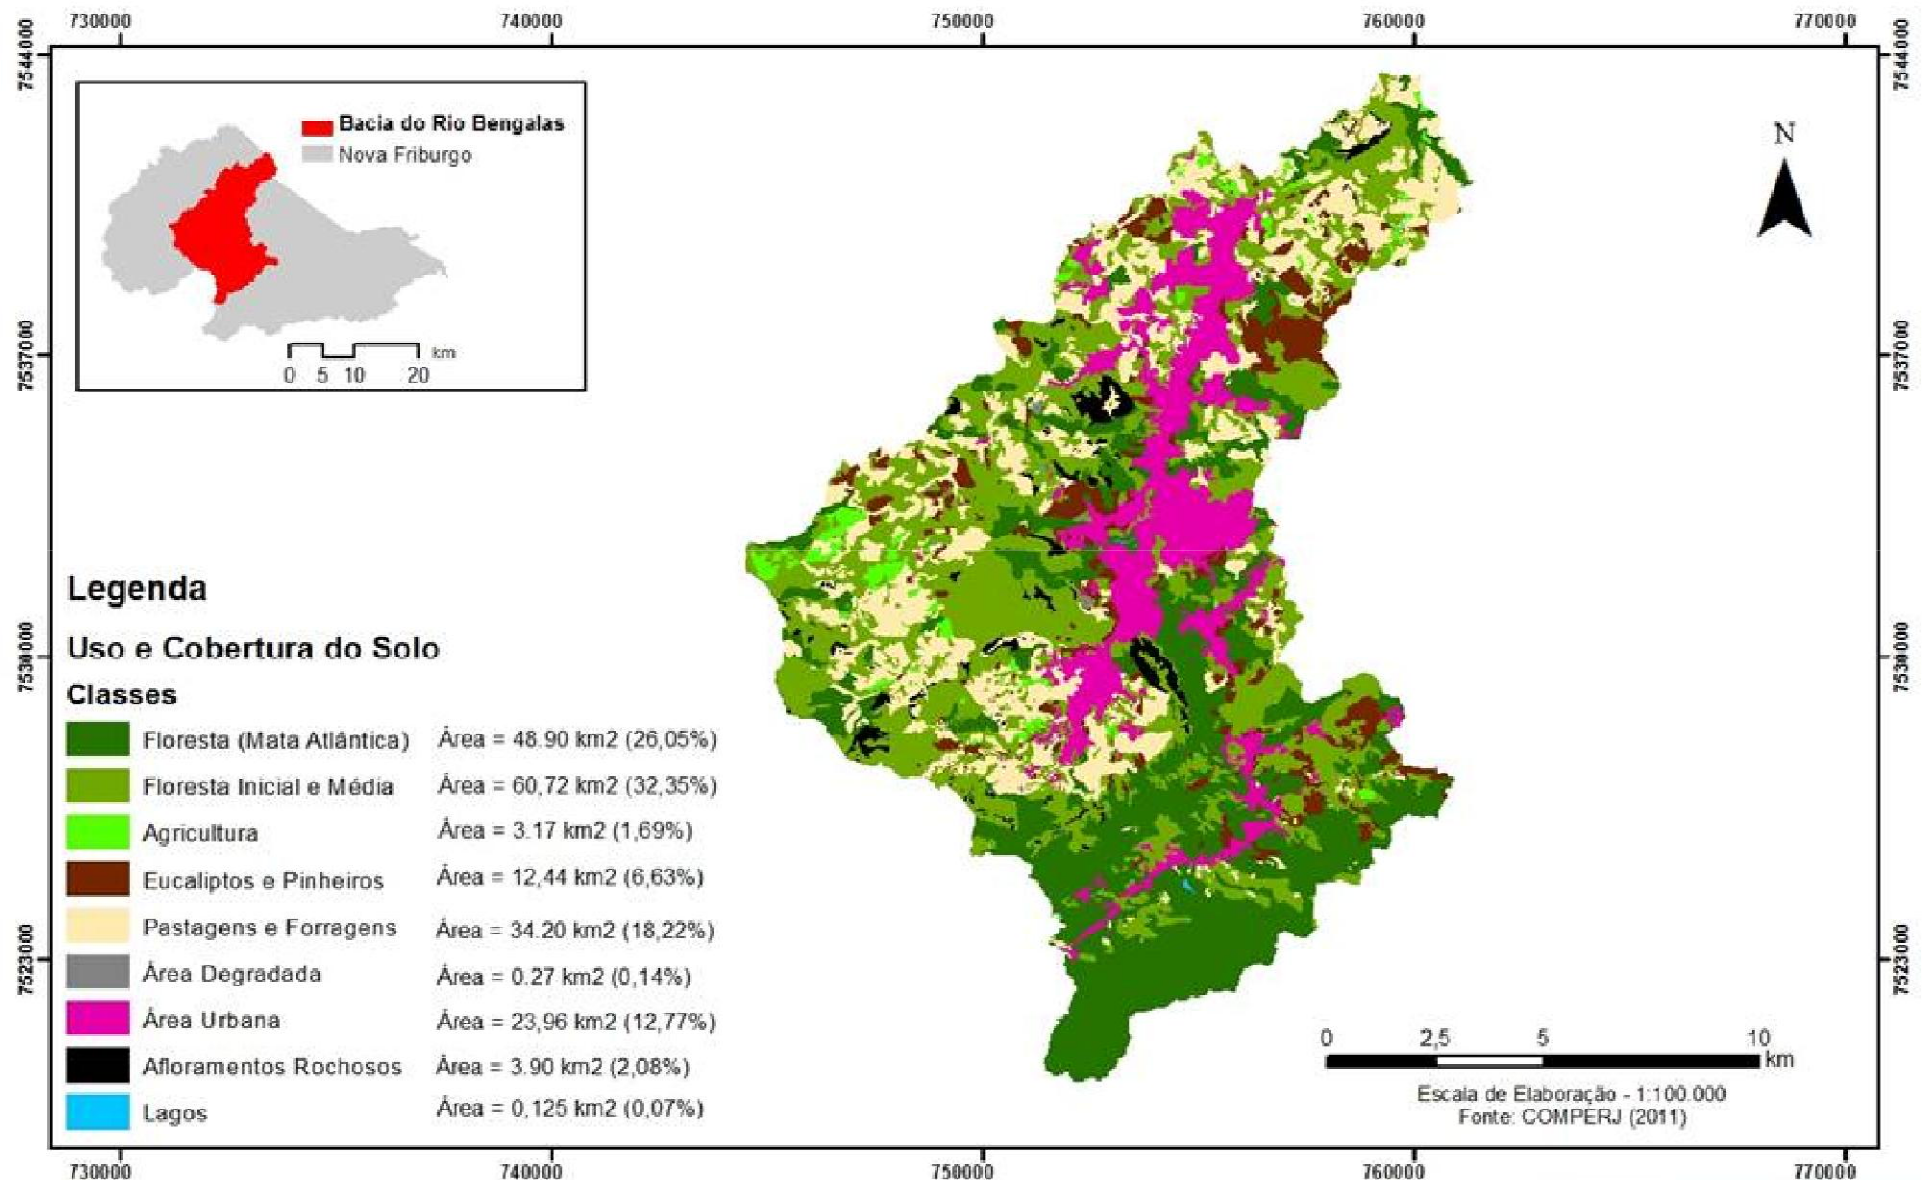 730000 740000 750000 760000 770000
7544000 7544000
Bacia do Rio Bengalas
Nova Friburgo
km
0 5 10 20
N
7537000 7537000
Legenda
Uso e Cobertura do Solo
7530000 7530000
Classes
Floresta (Mata Atlântica) Área = 48.90 km2 (26,05%)
Floresta Inicial e Média Área = 60,72 km2 (32,35%)
Agricultura Área = 3.17 km2 (1,69%)
Eucaliptos e Pinheiros Área = 12,44 km2 (6,63%)
Pastagens e Forragens Área = 34.20 km2 (18,22%)
Área Degradada Área = 0.27 km2 (0,14%)
Área Urbana Área = 23,96 km2 (12,77%)
Afloramentos Rochosos Área = 3.90 km2 (2,08%)
Lagos Área = 0,125 km2 (0,07%)
7523000 7523000
0 2,5 5 10
km
Escala de Elaboração - 1:100.000
Fonte: COMPERJ (2011)
730000 740000 750000 760000 770000